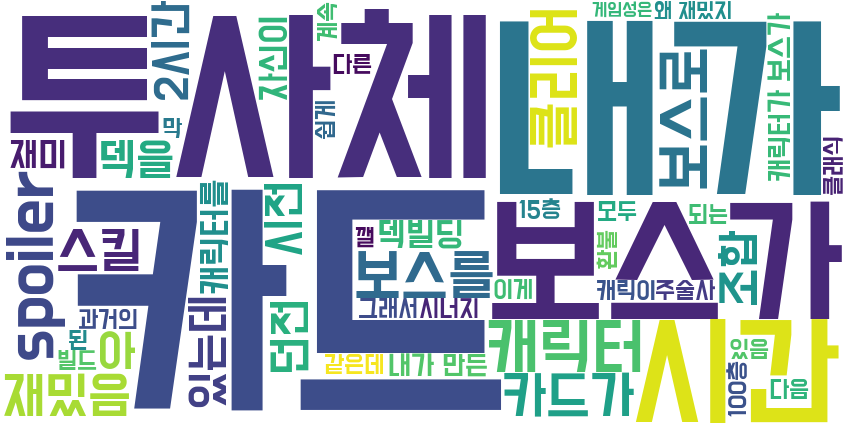 투사체
내가
2시간
자신이
계속
다른
쉽게
막
재미
덱을
클리어
보스로
게임성은
왜 재밌지
캐릭터가
보스가
클래식
spoiler
스킬
캐릭터를
시전
카드
보스가
15층
모두
되는
깰
덱빌딩
환불
조합
보스를
이게
캐릭이
주술사
그래서
시너지
과거의
된
빌드
아
있는데
던전
같은데
내가 만든
캐릭터
시간
있음
100층
다음
재밌음
카드가